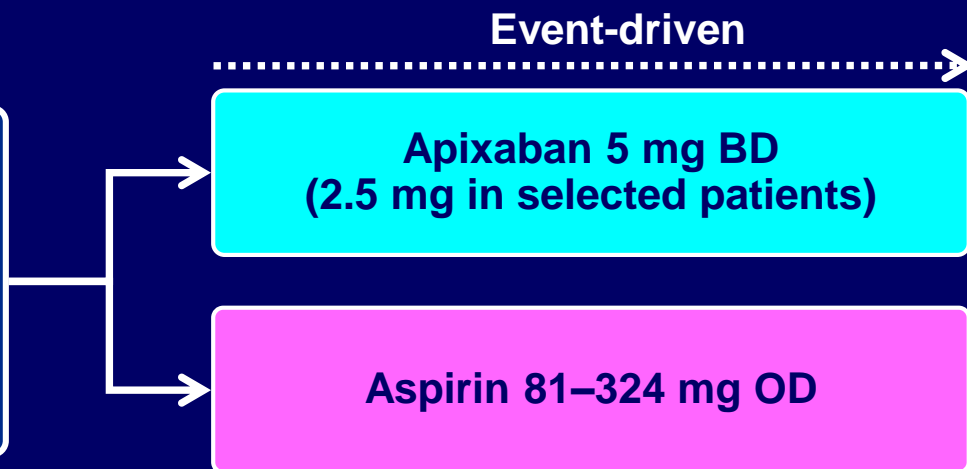 Event-driven
Apixaban 5 mg BD
(2.5 mg in selected patients)
Aspirin 81–324 mg OD